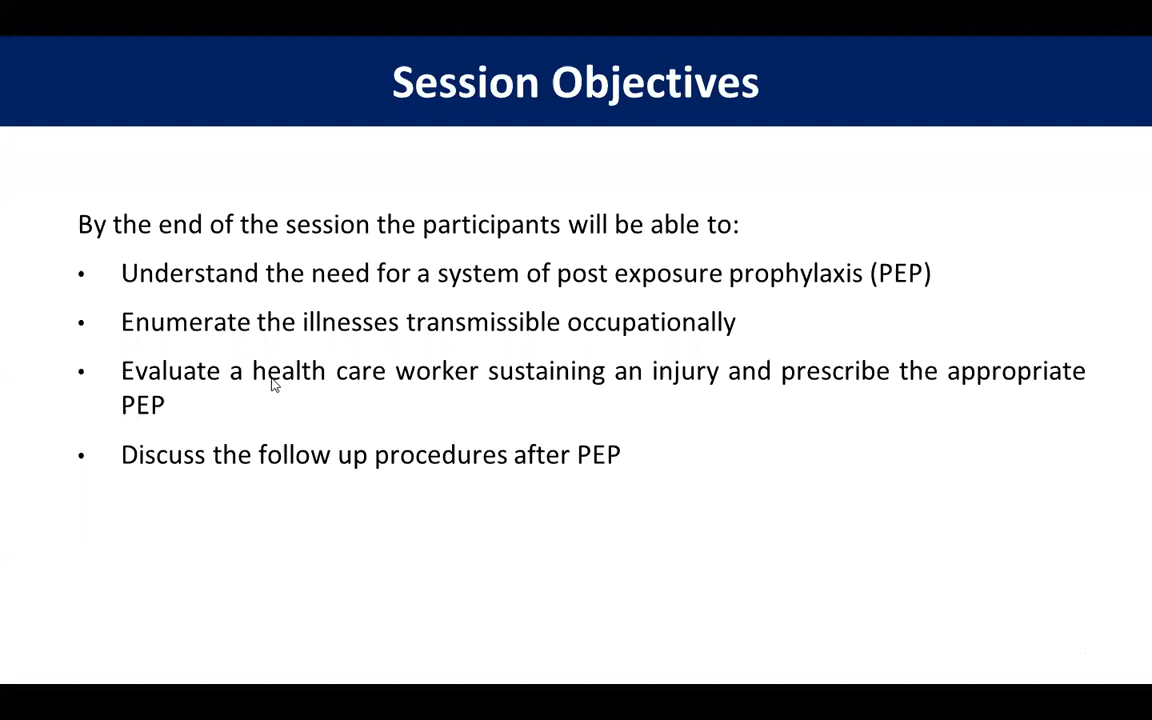 Session Objectives
By the end of the session the participants will be able to:
• Understand the need for a system of post exposure prophylaxis (PEP)
• Enumerate the illnesses transmissible occupationally
• Evaluate a health care worker sustaining an injury and prescribe the appropriate
PEP
• Discuss the follow up procedures after PEP